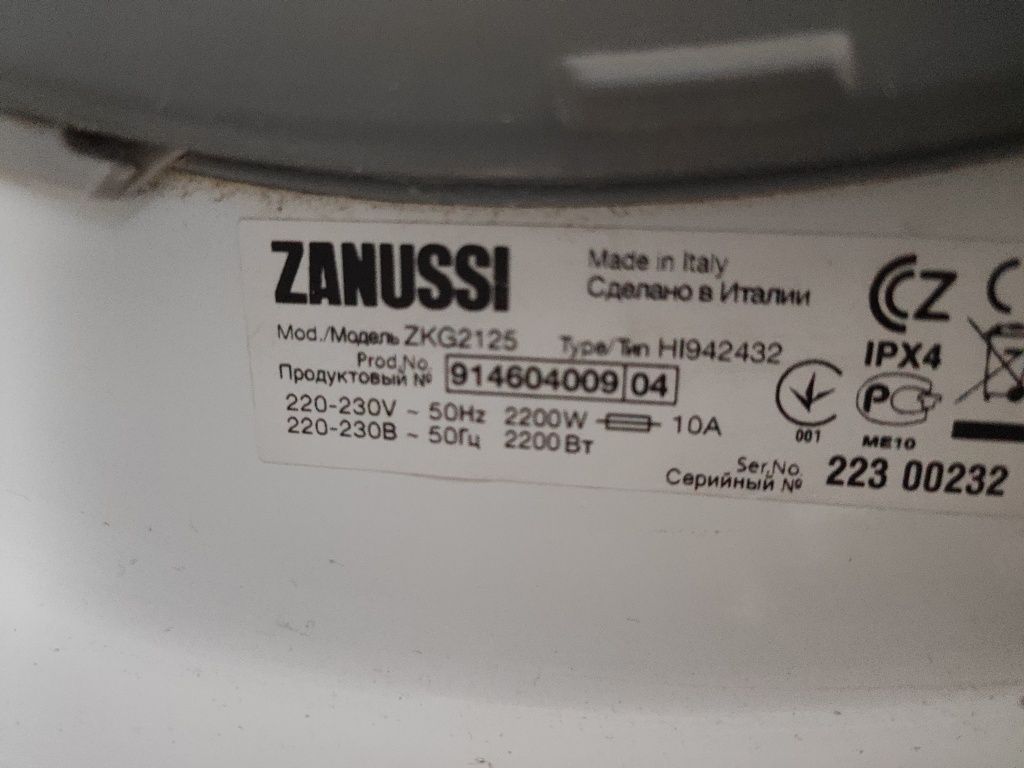 ZANUSSI
Made in Italy
Сделано в Италии
Mod./Модель ZKG2125 Type/Тип HI942432
Prod.No.
Продуктовый № 914604009 04
220-230V ~ 50Hz 2200W 10A
220-230В ~ 50Гц 2200Вт
IPX4
001
ME10
Ser.No.
Серийный № 223 00232